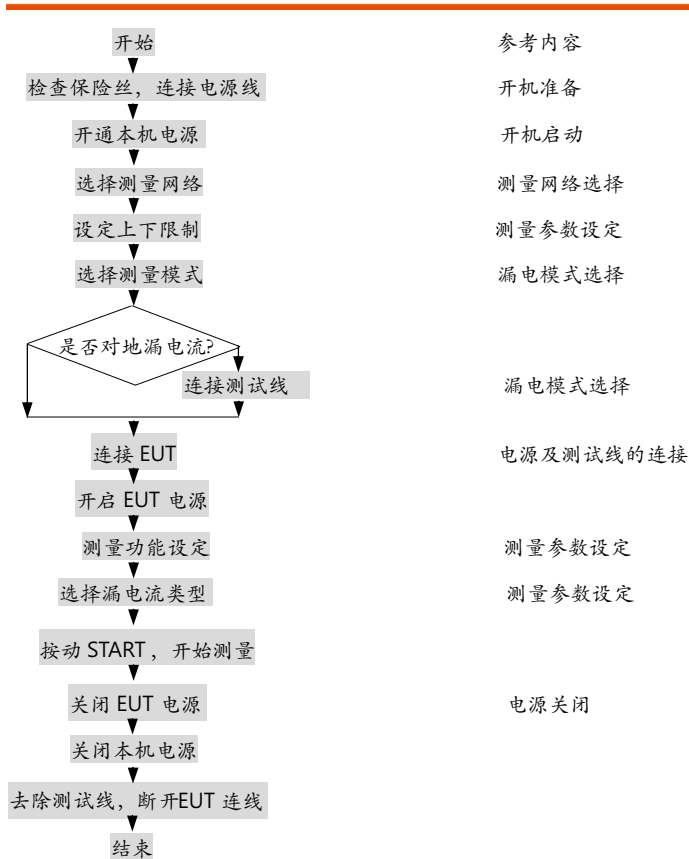 开始 参考内容
检查保险丝，连接电源线 开机准备
开通本机电源 开机启动
选择测量网络 测量网络选择
设定上下限制 测量参数设定
选择测量模式 漏电模式选择
是否对地漏电流?
连接测试线 漏电模式选择
连接 EUT 电源及测试线的连接
开启 EUT 电源
测量功能设定 测量参数设定
选择漏电流类型 测量参数设定
按动 START ，开始测量
关闭 EUT 电源 电源关闭
关闭本机电源
去除测试线，断开EUT 连线
结束